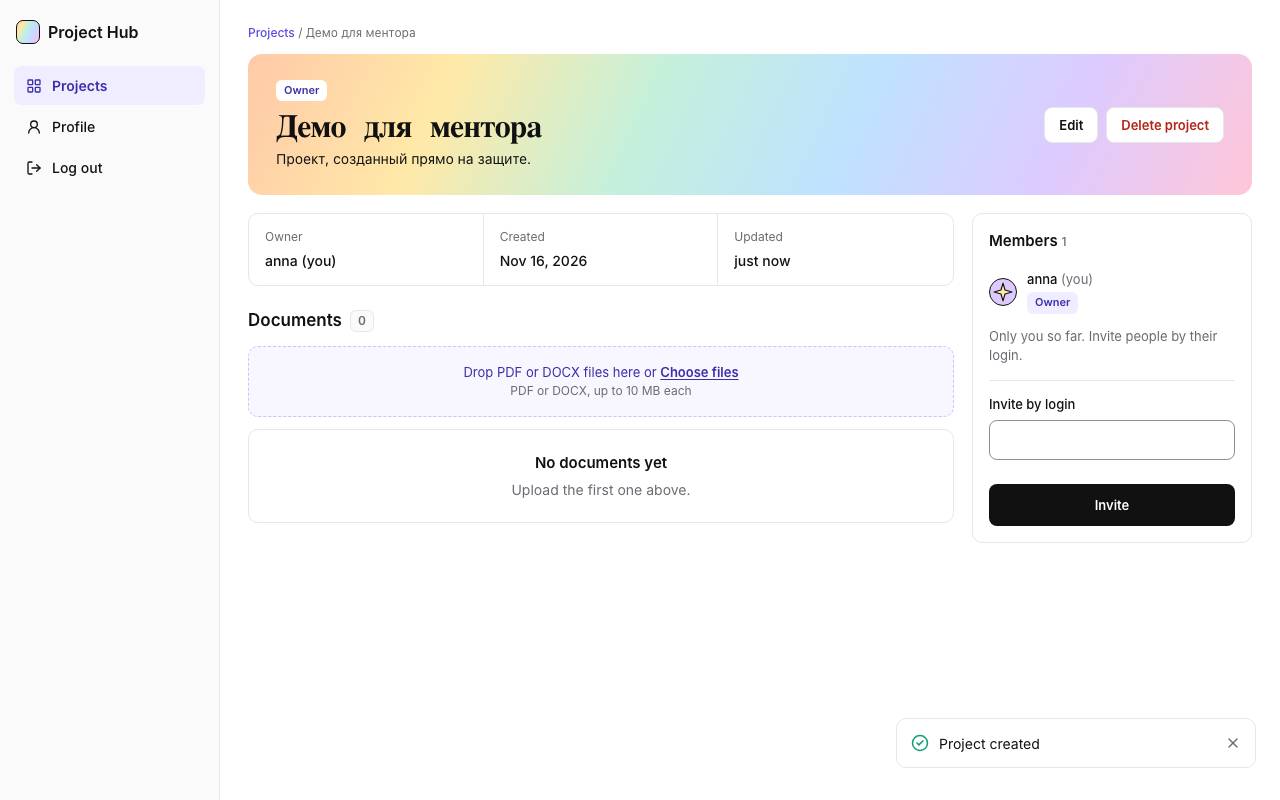 Project Hub
Projects
Profile
Log out
Projects / Демо для ментора
Owner
Демо для ментора
Проект, созданный прямо на защите.
Edit
Delete project
Owner
anna (you)
Created
Nov 16, 2026
Updated
just now
Documents 0
Drop PDF or DOCX files here or Choose files
PDF or DOCX, up to 10 MB each
No documents yet
Upload the first one above.
Members 1
anna (you)
Owner
Only you so far. Invite people by their
login.
Invite by login
Invite
Project created